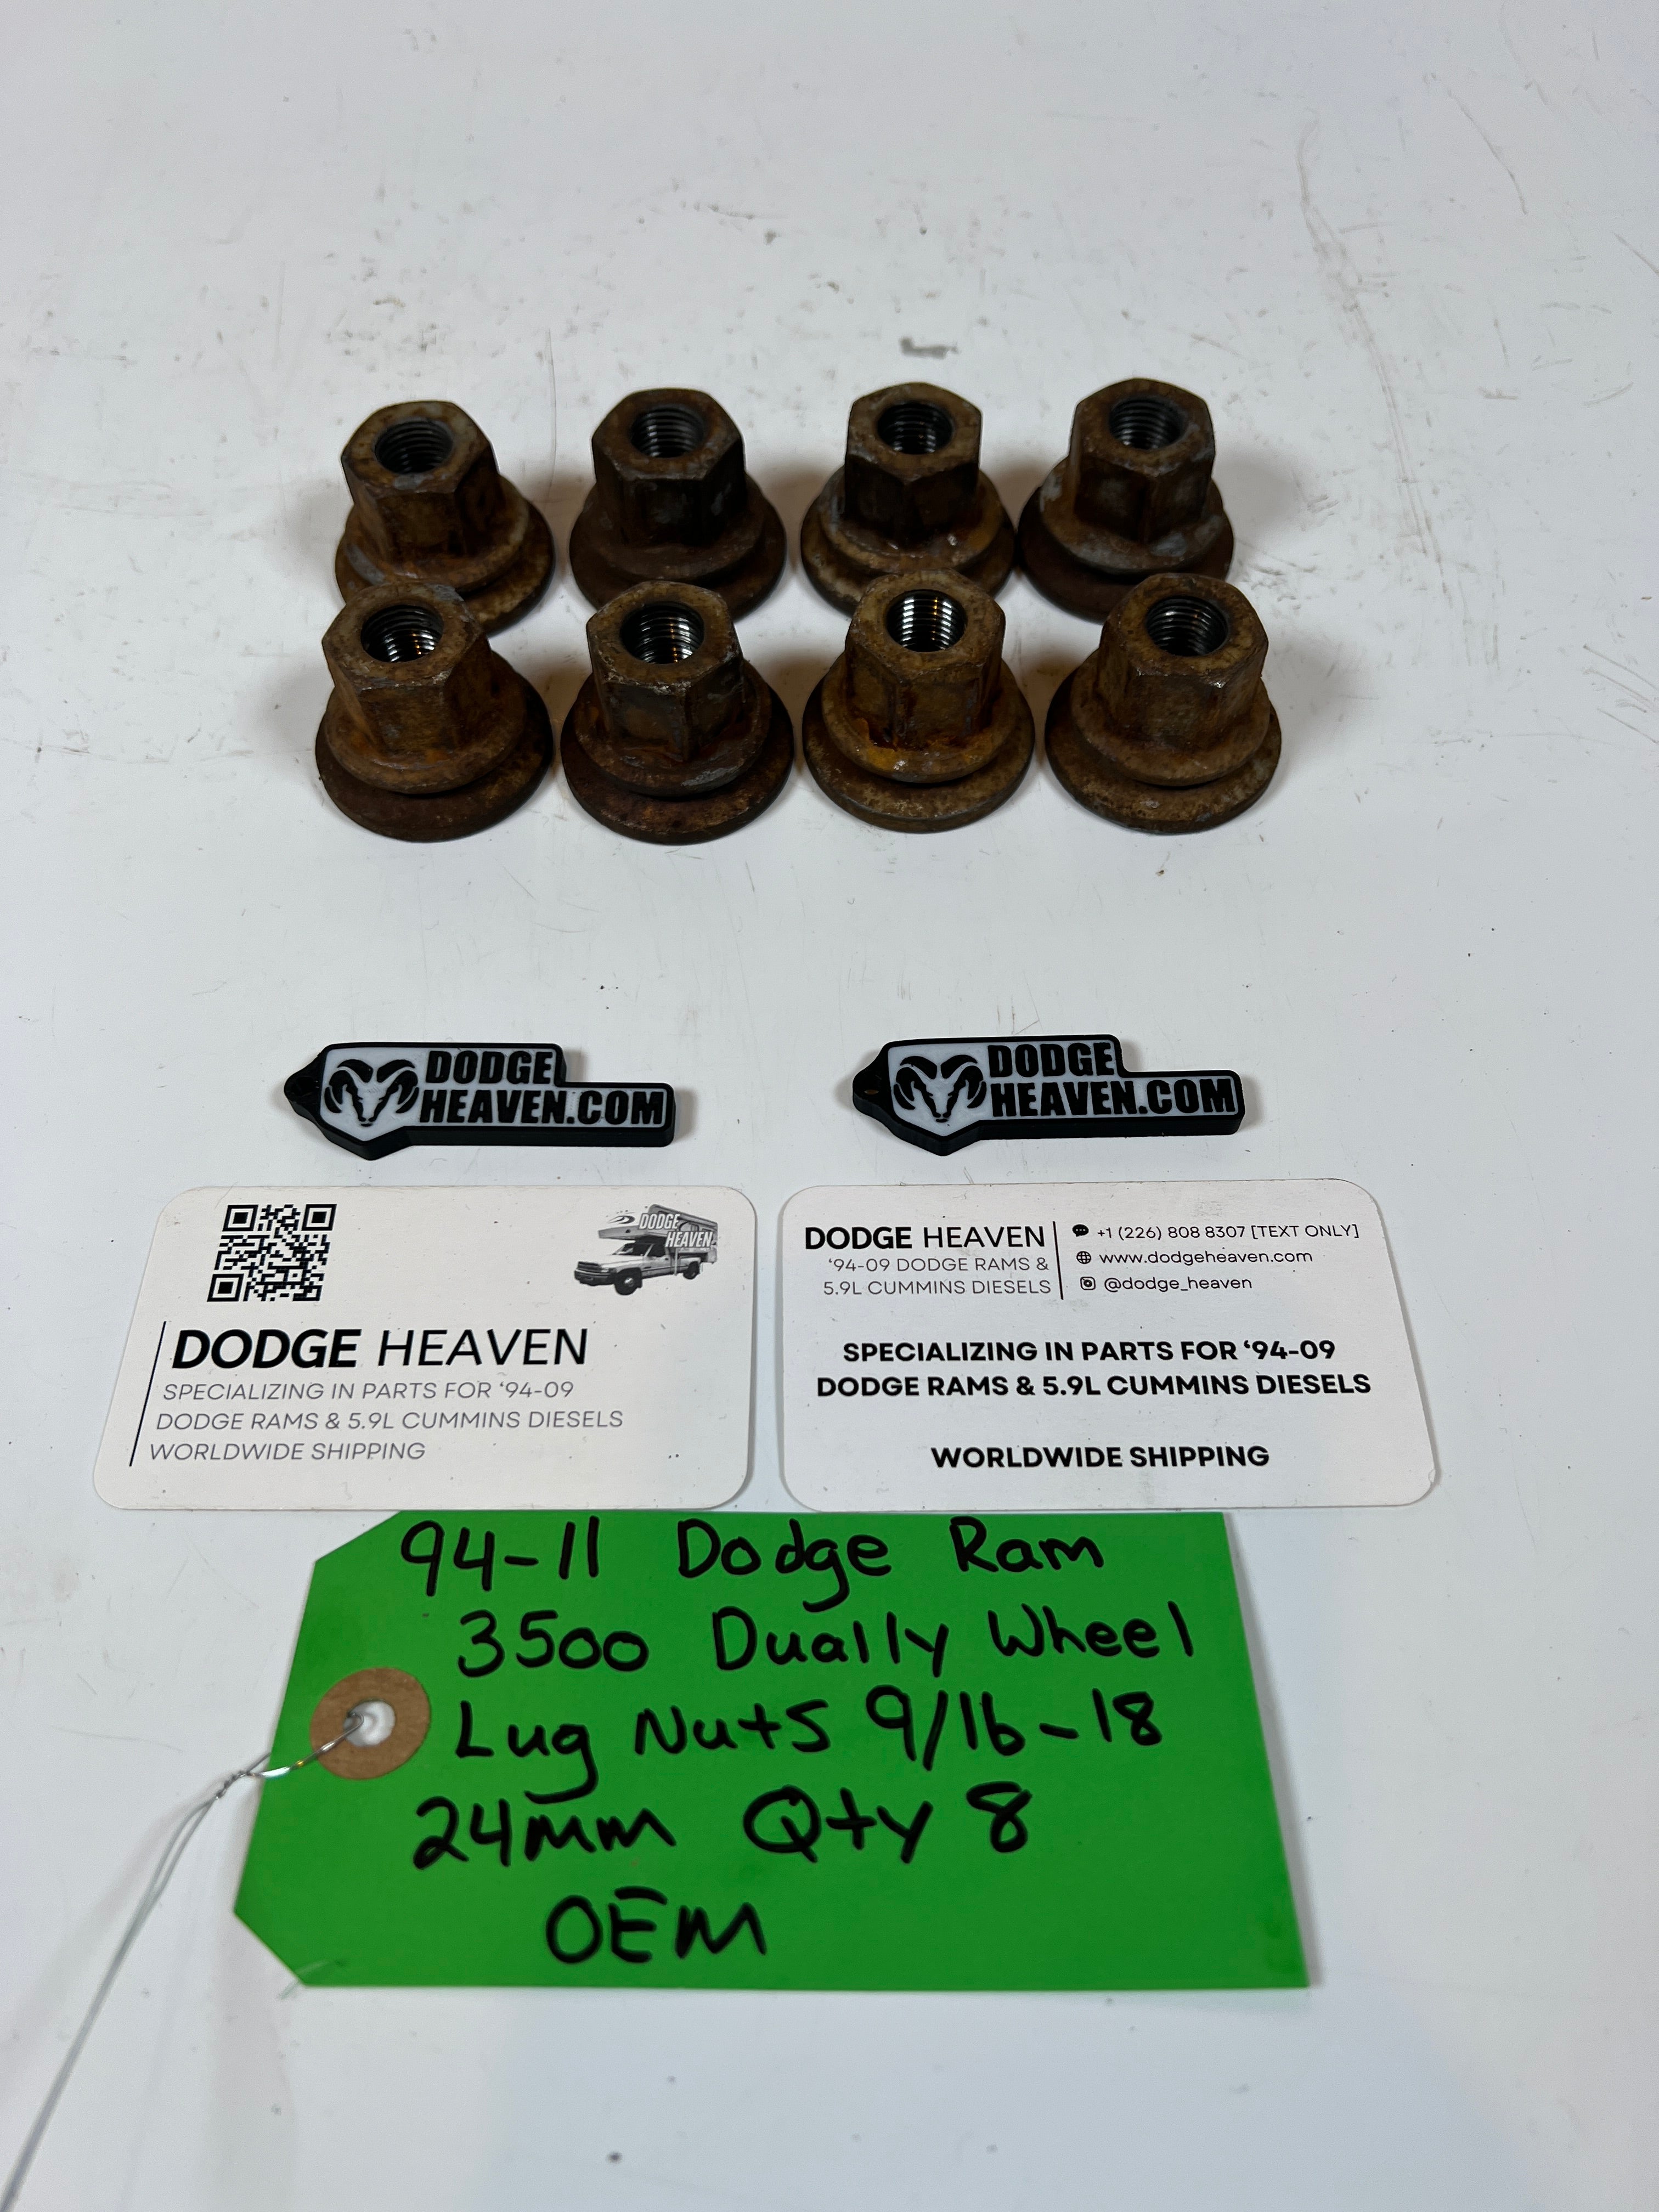 DODGE
HEAVEN.COM
DODGE
HEAVEN.COM
DODGE
HEAVEN
DODGE HEAVEN
SPECIALIZING IN PARTS FOR ‘94-09
DODGE RAMS & 5.9L CUMMINS DIESELS
WORLDWIDE SHIPPING
DODGE HEAVEN
‘94-09 DODGE RAMS &
5.9L CUMMINS DIESELS
+1 (226) 808 8307 [TEXT ONLY]
www.dodgeheaven.com
@dodge_heaven
SPECIALIZING IN PARTS FOR ‘94-09
DODGE RAMS & 5.9L CUMMINS DIESELS
WORLDWIDE SHIPPING
94-11 Dodge Ram
3500 Dually Wheel
Lug Nuts 9/16-18
24mm Qty 8
OEM